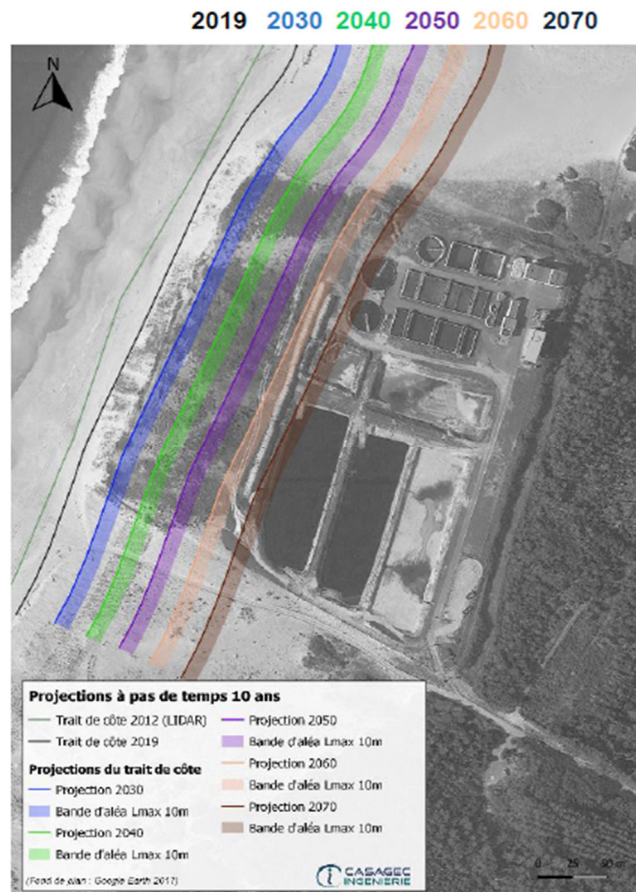 2019 2030 2040 2050 2060 2070
N
Projections à pas de temps 10 ans
Trait de côte 2012 (LIDAR)
Trait de côte 2019
Projections du trait de côte
Projection 2030
Bande d'aléa Lmax 10m
Projection 2040
Bande d'aléa Lmax 10m
Projection 2050
Bande d'aléa Lmax 10m
Projection 2060
Bande d'aléa Lmax 10m
Projection 2070
Bande d'aléa Lmax 10m
(Fond de plan : Google Earth 2017)
CASAGEC
INGENIERIE
0 25 50 m